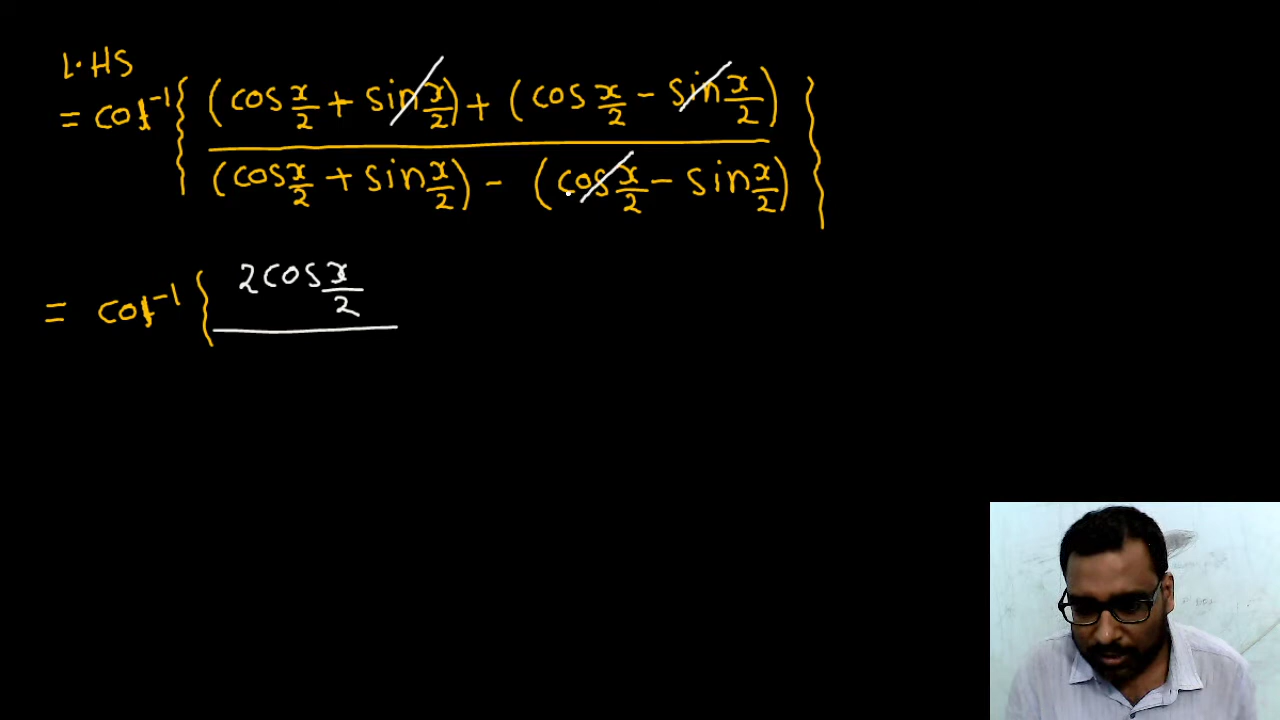 L.HS
= cot⁻¹ { (cos x/2 + sin x/2) + (cos x/2 − sin x/2)
(cos x/2 + sin x/2) − (cos x/2 − sin x/2) }
= cot⁻¹ { 2cos x/2